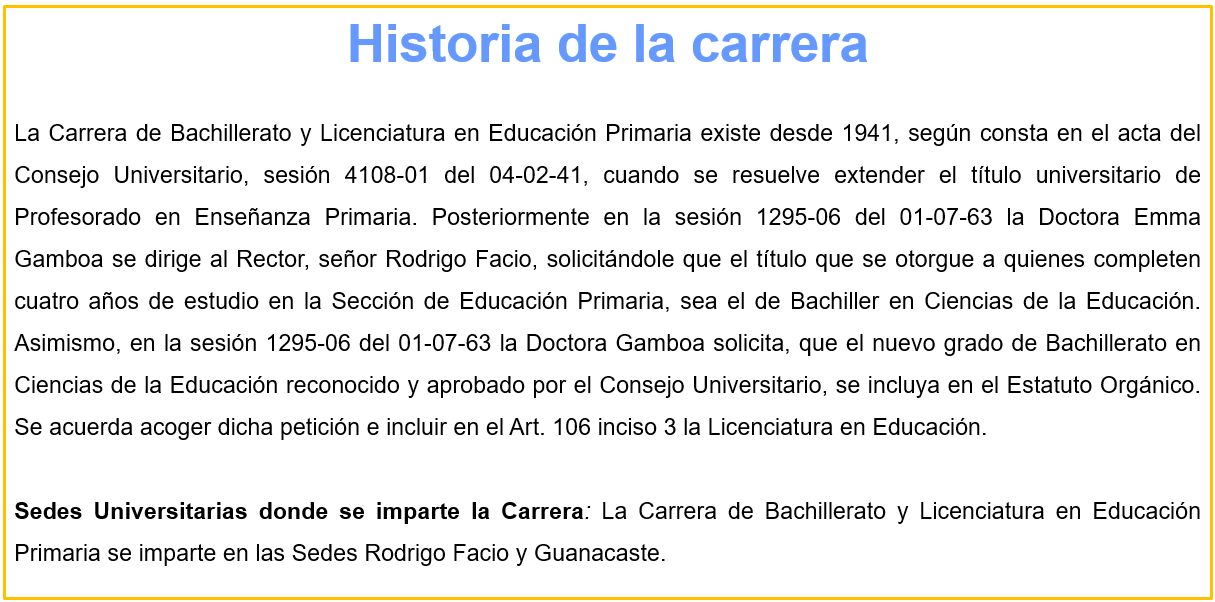 Historia de la carrera
La Carrera de Bachillerato y Licenciatura en Educación Primaria existe desde 1941, según consta en el acta del
Consejo Universitario, sesión 4108-01 del 04-02-41, cuando se resuelve extender el título universitario de
Profesorado en Enseñanza Primaria. Posteriormente en la sesión 1295-06 del 01-07-63 la Doctora Emma
Gamboa se dirige al Rector, señor Rodrigo Facio, solicitándole que el título que se otorgue a quienes completen
cuatro años de estudio en la Sección de Educación Primaria, sea el de Bachiller en Ciencias de la Educación.
Asimismo, en la sesión 1295-06 del 01-07-63 la Doctora Gamboa solicita, que el nuevo grado de Bachillerato en
Ciencias de la Educación reconocido y aprobado por el Consejo Universitario, se incluya en el Estatuto Orgánico.
Se acuerda acoger dicha petición e incluir en el Art. 106 inciso 3 la Licenciatura en Educación.
Sedes Universitarias donde se imparte la Carrera: La Carrera de Bachillerato y Licenciatura en Educación
Primaria se imparte en las Sedes Rodrigo Facio y Guanacaste.